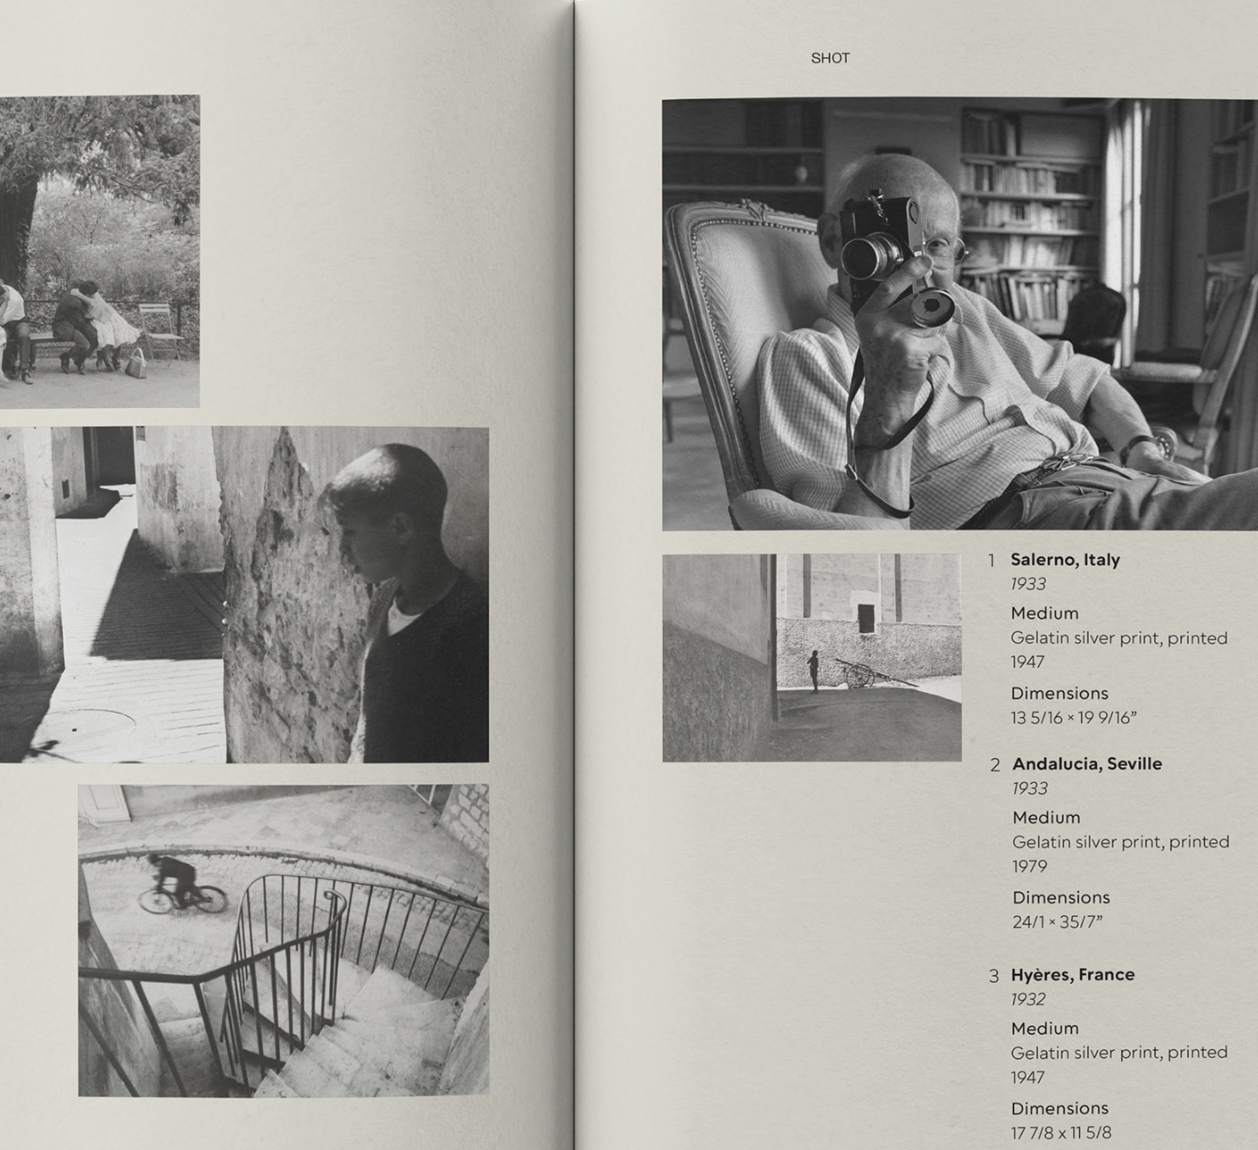 SHOT
1 Salerno, Italy
1933
Medium
Gelatin silver print, printed
1947
Dimensions
13 5/16 × 19 9/16”
2 Andalucia, Seville
1933
Medium
Gelatin silver print, printed
1979
Dimensions
24/1 × 35/7”
3 Hyères, France
1932
Medium
Gelatin silver print, printed
1947
Dimensions
17 7/8 x 11 5/8